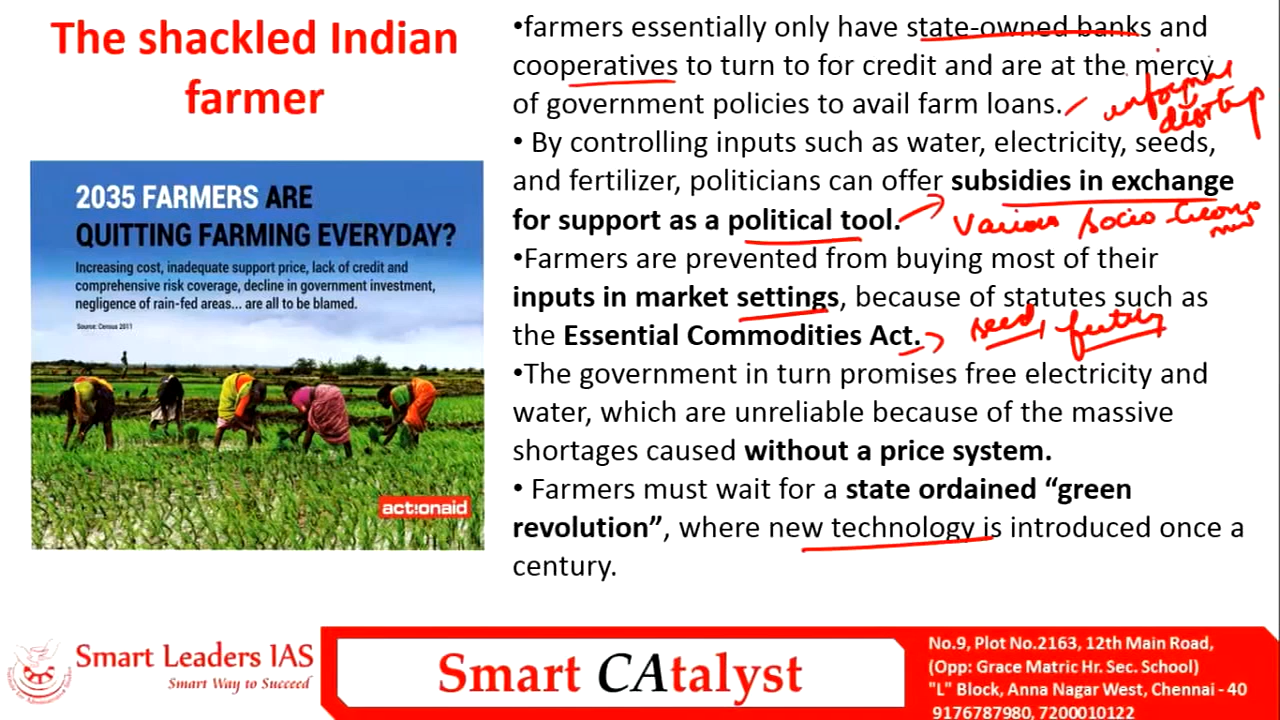 The shackled Indian
farmer
2035 FARMERS ARE
QUITTING FARMING EVERYDAY?
Increasing cost, inadequate support price, lack of credit and
comprehensive risk coverage, decline in government investment,
negligence of rain-fed areas... are all to be blamed.
Source: Census 2011
act!onaid
•farmers essentially only have state-owned banks and
cooperatives to turn to for credit and are at the mercy
of government policies to avail farm loans.
informal
• By controlling inputs such as water, electricity, seeds,
and fertilizer, politicians can offer subsidies in exchange
for support as a political tool.
various socio
•Farmers are prevented from buying most of their
inputs in market settings, because of statutes such as
the Essential Commodities Act.
seed,
•The government in turn promises free electricity and
water, which are unreliable because of the massive
shortages caused without a price system.
• Farmers must wait for a state ordained “green
revolution”, where new technology is introduced once a
century.
Smart Leaders IAS
Smart Way to Succeed
Smart CAtalyst
No.9, Plot No.2163, 12th Main Road,
(Opp: Grace Matric Hr. Sec. School)
"L" Block, Anna Nagar West, Chennai - 40
9176787980, 7200010122